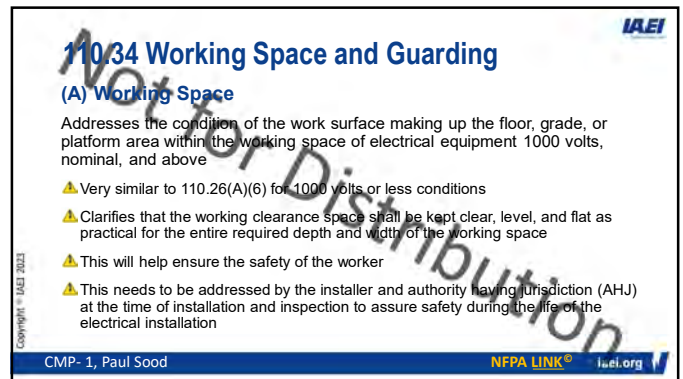 IAEI
110.34 Working Space and Guarding
(A) Working Space
Addresses the condition of the work surface making up the floor, grade, or
platform area within the working space of electrical equipment 1000 volts,
nominal, and above
Very similar to 110.26(A)(6) for 1000 volts or less conditions
Clarifies that the working clearance space shall be kept clear, level, and flat as
practical for the entire required depth and width of the working space
This will help ensure the safety of the worker
This needs to be addressed by the installer and authority having jurisdiction (AHJ)
at the time of installation and inspection to assure safety during the life of the
electrical installation
Not for Distribution
Copyright © IAEI 2023
CMP- 1, Paul Sood
NFPA LINK©
iaei.org